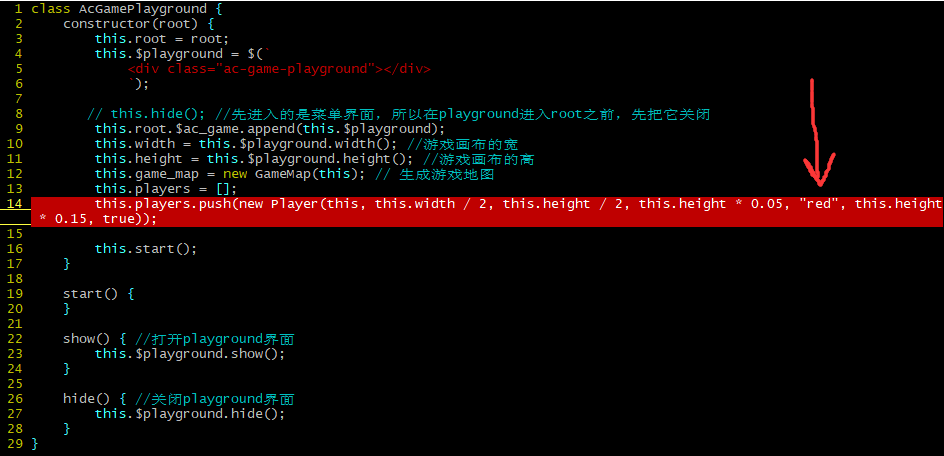 1 class AcGamePlayground {
2     constructor(root) {
3         this.root = root;
4         this.$playground = $(`
5             <div class="ac-game-playground"></div>
6             `);
7
8        // this.hide(); //先进入的是菜单界面，所以在playground进入root之前，先把它关闭
9         this.root.$ac_game.append(this.$playground);
10         this.width = this.$playground.width(); //游戏画布的宽
11         this.height = this.$playground.height(); //游戏画布的高
12         this.game_map = new GameMap(this); // 生成游戏地图
13         this.players = [];
14         this.players.push(new Player(this, this.width / 2, this.height / 2, this.height * 0.05, "red", this.height
* 0.15, true));
15
16         this.start();
17     }
18
19     start() {
20     }
21
22     show() { //打开playground界面
23         this.$playground.show();
24     }
25
26     hide() { //关闭playground界面
27         this.$playground.hide();
28     }
29 }